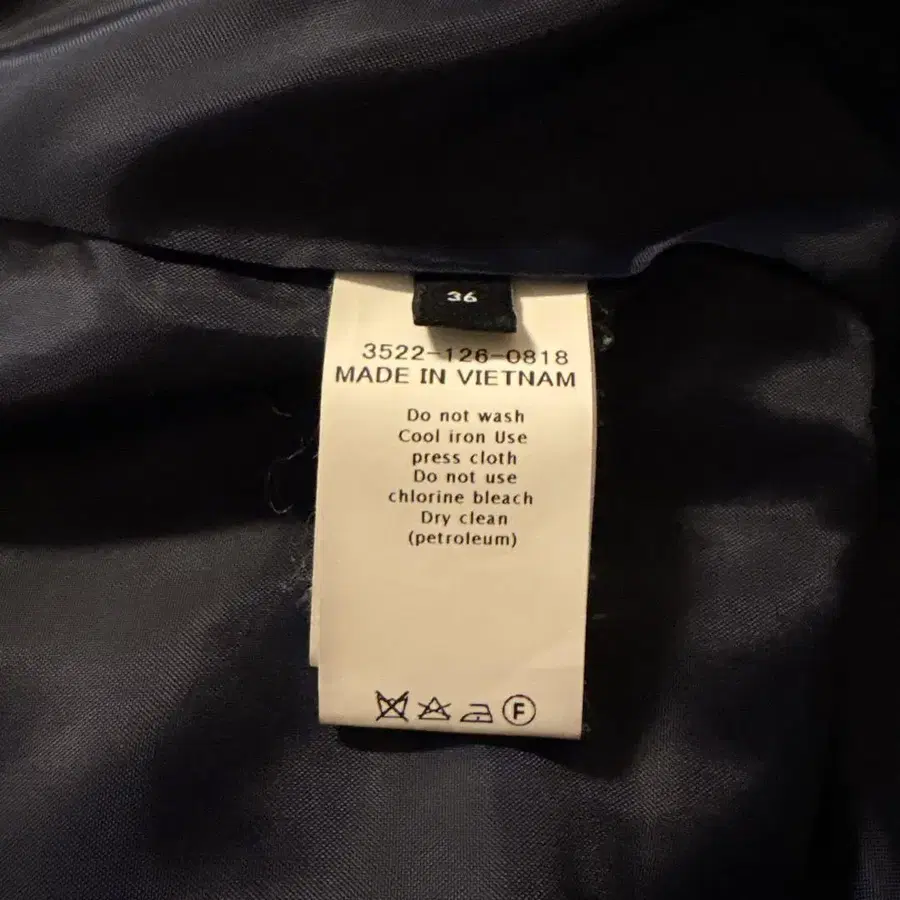 36
3522-126-0818
MADE IN VIETNAM
Do not wash
Cool iron Use
press cloth
Do not use
chlorine bleach
Dry clean
(petroleum)
F